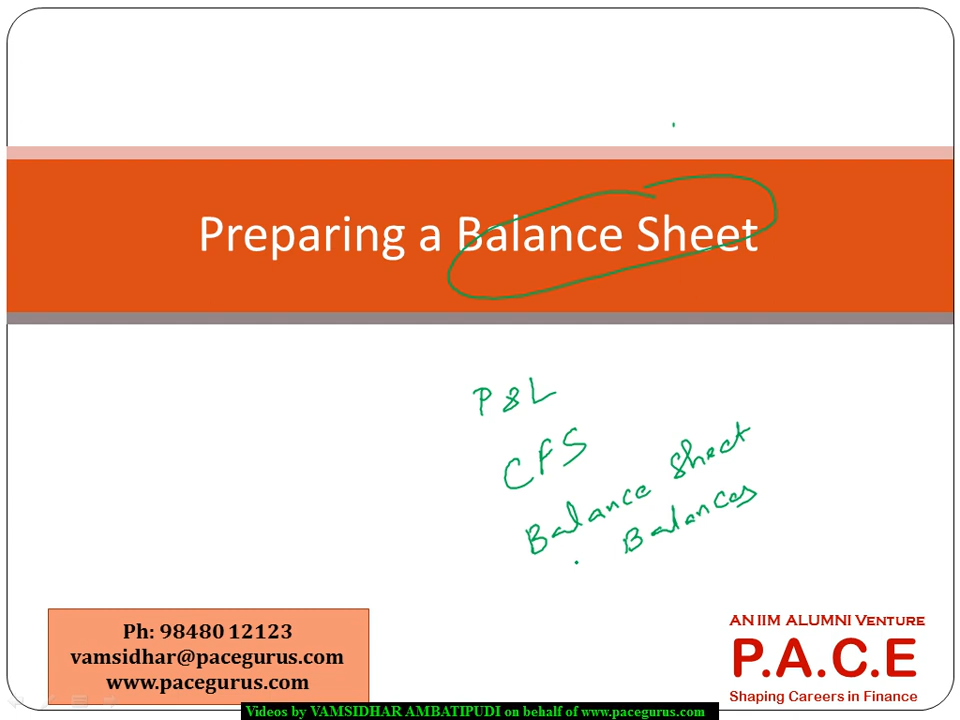 Preparing a Balance Sheet
P & L
CFS
Balance Sheet
Balances
Ph: 98480 12123
vamsidhar@pacegurus.com
www.pacegurus.com
AN IIM ALUMNI VENTURE
P.A.C.E
Shaping Careers in Finance
Videos by VAMSIDHAR AMBATIPUDI on behalf of www.pacegurus.com